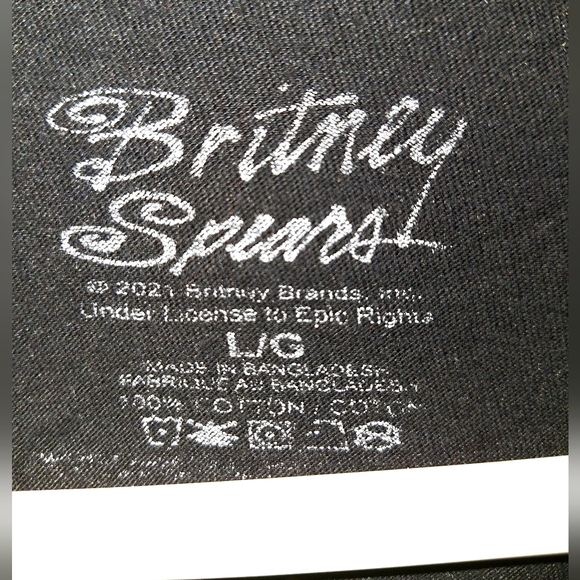 Britney
Spears
© 2021 Britney Brands, Inc.
Under License to Epic Rights
L/G
MADE IN BANGLADESH
FABRIQUE AU BANGLADESH
100% COTTON / COTON